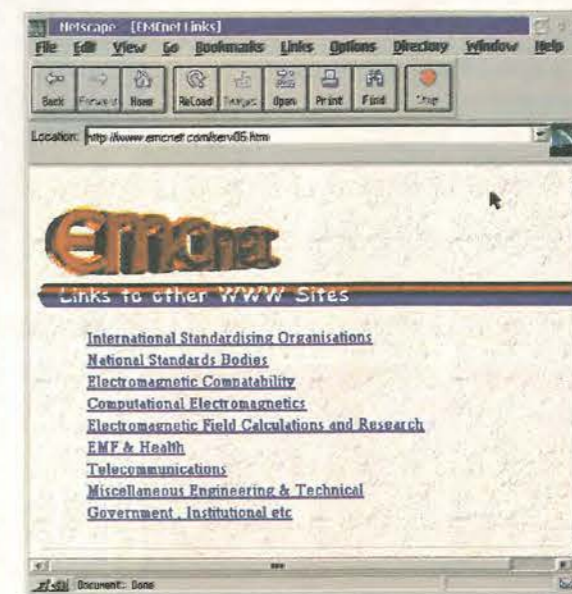 Netscape - [EMCnet Links]
File Edit View Go Bookmarks Links Options Directory Window Help
Back Forward Home Reload Images Open Print Find Stop
Location: http://www.emcnet.com/serv05.htm
emcnet
Links to other WWW Sites
International Standardising Organisations
National Standards Bodies
Electromagnetic Compatability
Computational Electromagnetics
Electromagnetic Field Calculations and Research
EMF & Health
Telecommunications
Miscellaneous Engineering & Technical
Government , Institutional etc
Document: Done